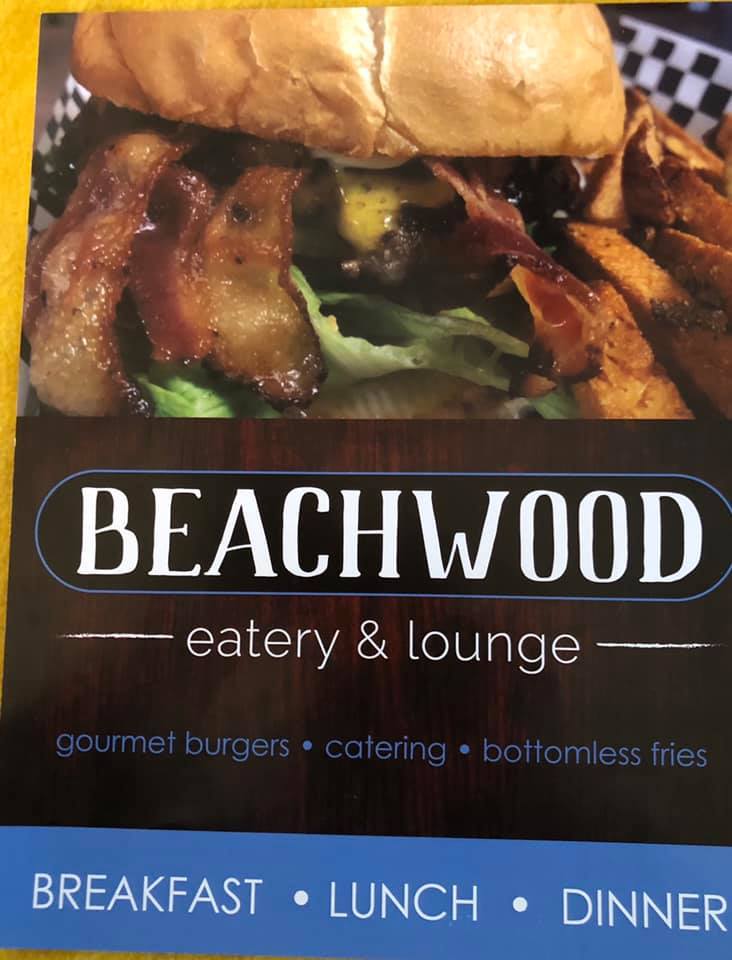 BEACHWOOD
eatery & lounge
gourmet burgers • catering • bottomless fries
BREAKFAST • LUNCH • DINNER